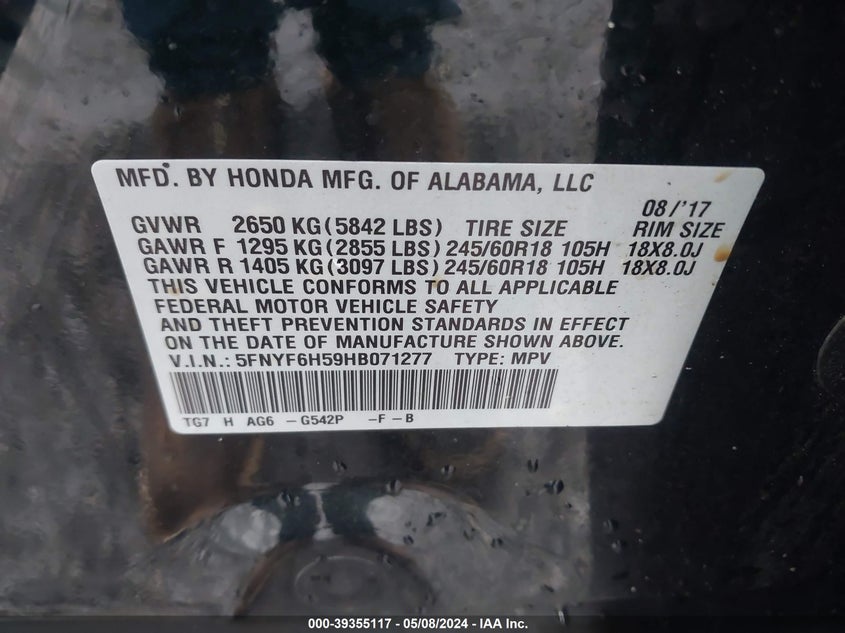 MFD. BY HONDA MFG. OF ALABAMA, LLC
08/'17
GVWR 2650 KG (5842 LBS) TIRE SIZE RIM SIZE
GAWR F 1295 KG (2855 LBS) 245/60R18 105H 18X8.0J
GAWR R 1405 KG (3097 LBS) 245/60R18 105H 18X8.0J
THIS VEHICLE CONFORMS TO ALL APPLICABLE
FEDERAL MOTOR VEHICLE SAFETY
AND THEFT PREVENTION STANDARDS IN EFFECT
ON THE DATE OF MANUFACTURE SHOWN ABOVE.
V.I.N.: 5FNYF6H59HB071277 TYPE: MPV
TG7 H AG6 -G542P -F-B
000-39355117 - 05/08/2024 - IAA Inc.